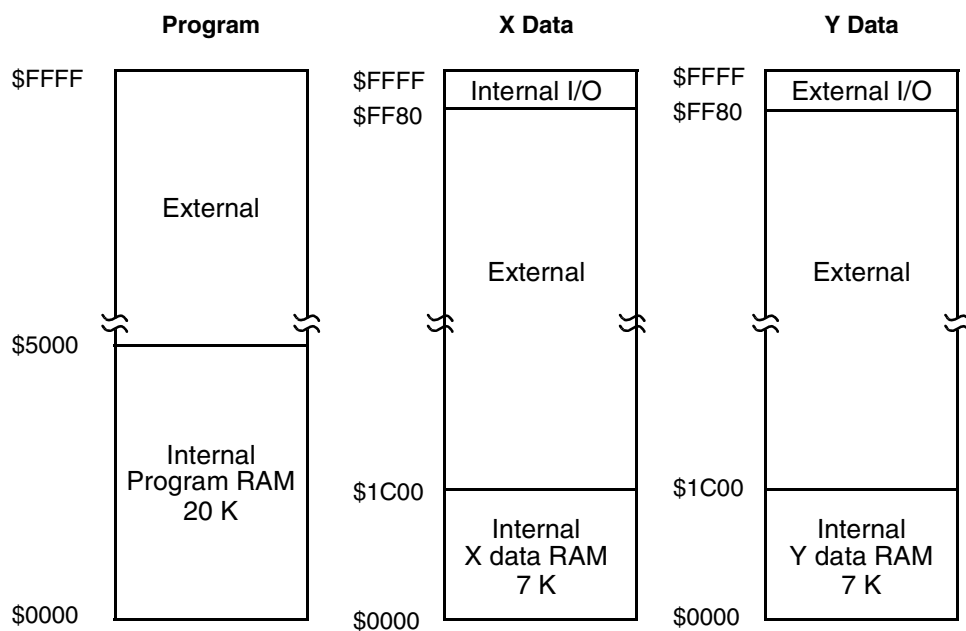 Program
$FFFF
External
$5000
Internal
Program RAM
20 K
$0000
X Data
$FFFF
Internal I/O
$FF80
External
$1C00
Internal
X data RAM
7 K
$0000
Y Data
$FFFF
External I/O
$FF80
External
$1C00
Internal
Y data RAM
7 K
$0000